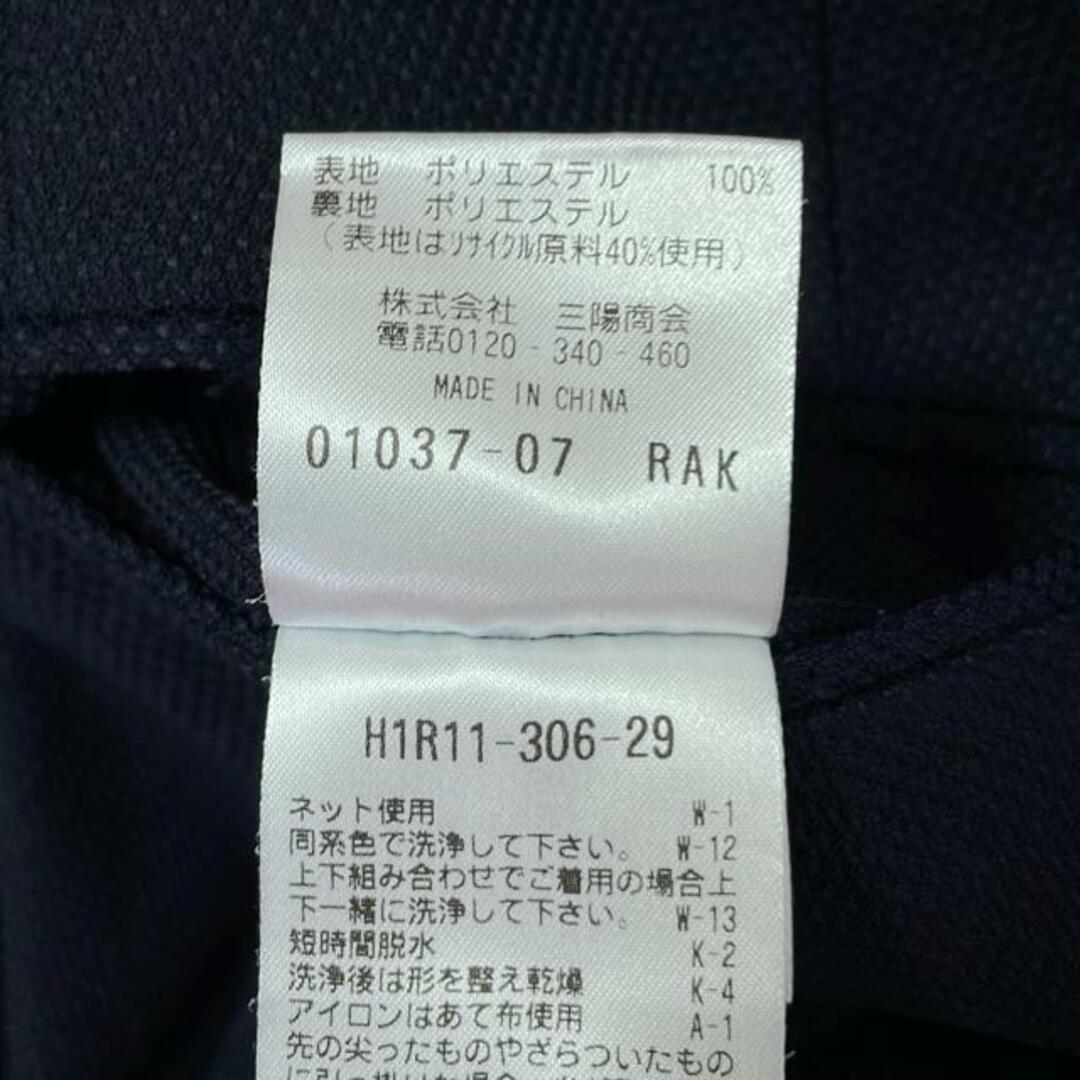 表地 ポリエステル 100%
裏地 ポリエステル
(表地はリサイクル原料40%使用)
株式会社 三陽商会
電話0120-340-460
MADE IN CHINA
01037-07 RAK
H1R11-306-29
ネット使用 W-1
同系色で洗浄して下さい。 W-12
上下組み合わせでご着用の場合上
下一緒に洗浄して下さい。 W-13
短時間脱水 K-2
洗浄後は形を整え乾燥 K-4
アイロンはあて布使用 A-1
先の尖ったものやざらついたもの